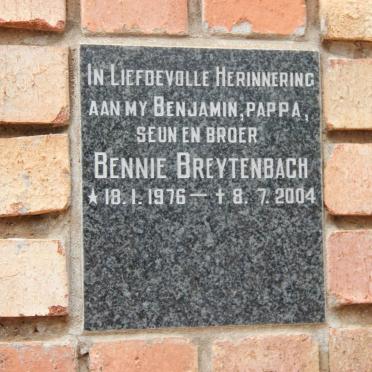 In Liefdevolle Herinnering
aan my Benjamin, pappa,
seun en broer
Bennie Breytenbach
★ 18. 1. 1976 — ✝ 8. 7. 2004